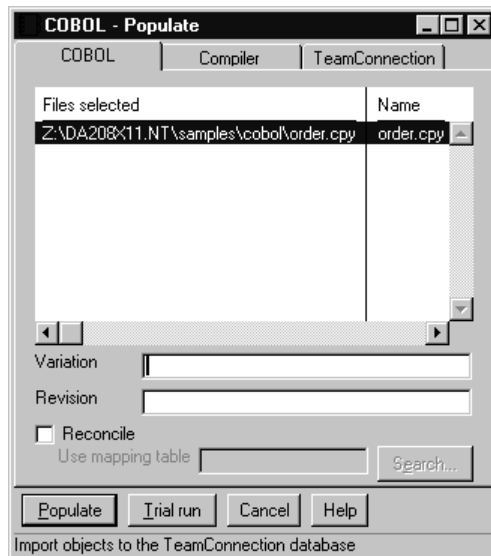 COBOL - Populate
COBOL Compiler TeamConnection
Files selected Name
Z:\DA208X11.NT\samples\cobol\order.cpy order.cpy
Variation
Revision
Reconcile
Use mapping table Search...
Populate Trial run Cancel Help
Import objects to the TeamConnection database